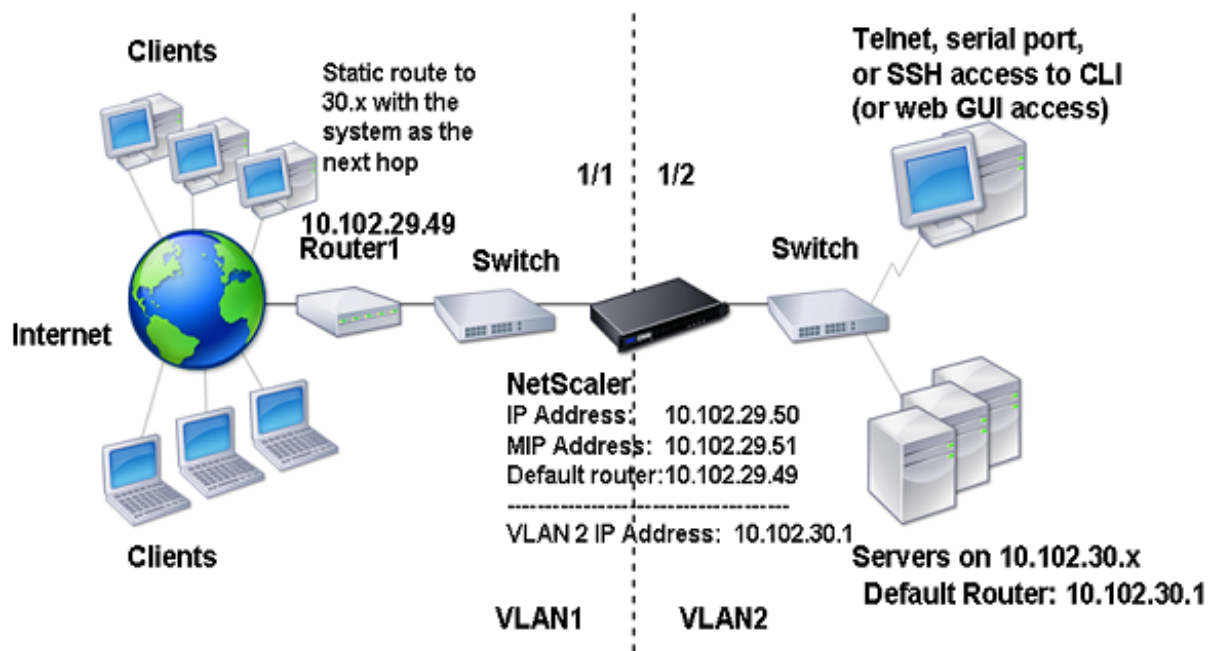 Clients
Static route to
30.x with the
system as the
next hop
10.102.29.49
Router1
Switch
Internet
Clients
1/1
1/2
Telnet, serial port,
or SSH access to CLI
(or web GUI access)
Switch
NetScaler
IP Address: 10.102.29.50
MIP Address: 10.102.29.51
Default router:10.102.29.49
------------------------------------
VLAN 2 IP Address: 10.102.30.1
Servers on 10.102.30.x
Default Router: 10.102.30.1
VLAN1
VLAN2